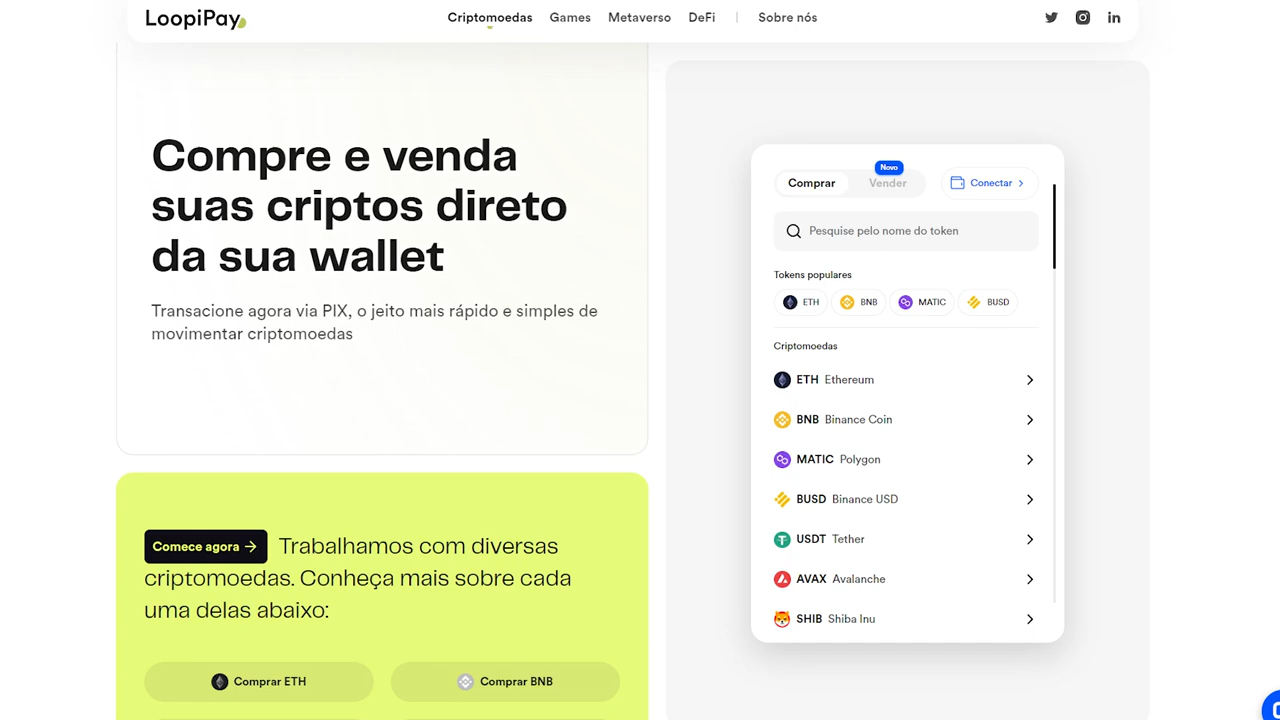 LoopiPay
Criptomoedas Games Metaverso DeFi | Sobre nós
Compre e venda
suas criptos direto
da sua wallet
Transacione agora via PIX, o jeito mais rápido e simples de
movimentar criptomoedas
Comece agora → Trabalhamos com diversas
criptomoedas. Conheça mais sobre cada
uma delas abaixo:
Comprar ETH
Comprar BNB
Novo
Comprar Vender Conectar
Pesquise pelo nome do token
Tokens populares
ETH BNB MATIC BUSD
Criptomoedas
ETH Ethereum
BNB Binance Coin
MATIC Polygon
BUSD Binance USD
USDT Tether
AVAX Avalanche
SHIB Shiba Inu